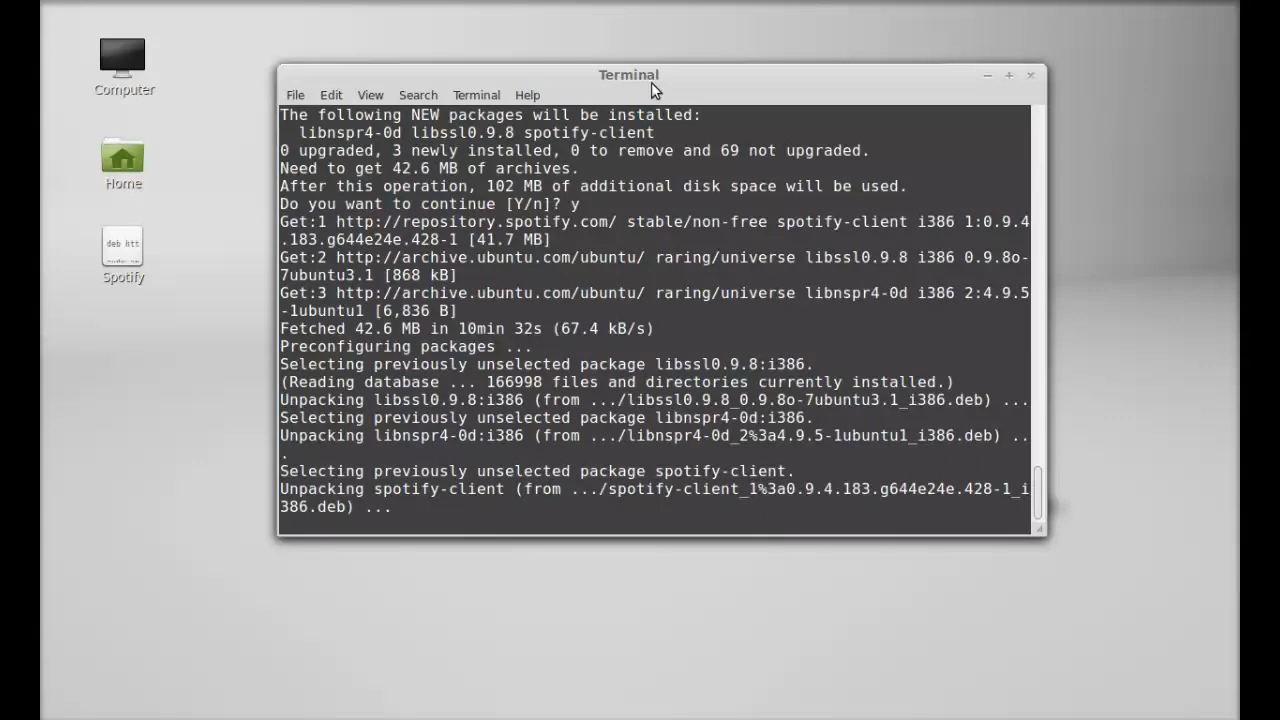 Computer
Home
deb htt
Spotify
Terminal
File Edit View Search Terminal Help
The following NEW packages will be installed:
libnspr4-0d libssl0.9.8 spotify-client
0 upgraded, 3 newly installed, 0 to remove and 69 not upgraded.
Need to get 42.6 MB of archives.
After this operation, 102 MB of additional disk space will be used.
Do you want to continue [Y/n]? y
Get:1 http://repository.spotify.com/ stable/non-free spotify-client i386 1:0.9.4
.183.g644e24e.428-1 [41.7 MB]
Get:2 http://archive.ubuntu.com/ubuntu/ raring/universe libssl0.9.8 i386 0.9.8o-
7ubuntu3.1 [868 kB]
Get:3 http://archive.ubuntu.com/ubuntu/ raring/universe libnspr4-0d i386 2:4.9.5
-1ubuntu1 [6,836 B]
Fetched 42.6 MB in 10min 32s (67.4 kB/s)
Preconfiguring packages ...
Selecting previously unselected package libssl0.9.8:i386.
(Reading database ... 166998 files and directories currently installed.)
Unpacking libssl0.9.8:i386 (from .../libssl0.9.8_0.9.8o-7ubuntu3.1_i386.deb) ...
Selecting previously unselected package libnspr4-0d:i386.
Unpacking libnspr4-0d:i386 (from .../libnspr4-0d_2%3a4.9.5-1ubuntu1_i386.deb) ..
.
Selecting previously unselected package spotify-client.
Unpacking spotify-client (from .../spotify-client_1%3a0.9.4.183.g644e24e.428-1_i
386.deb) ...